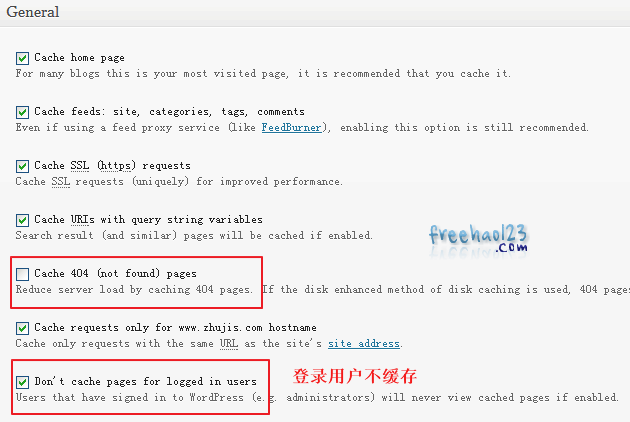 General
Cache home page
For many blogs this is your most visited page, it is recommended that you cache it.
Cache feeds: site, categories, tags, comments
Even if using a feed proxy service (like FeedBurner), enabling this option is still recommended.
Cache SSL (https) requests
Cache SSL requests (uniquely) for improved performance.
Cache URIs with query string variables
Search result (and similar) pages will be cached if enabled.
freehao123
.com
Cache 404 (not found) pages
Reduce server load by caching 404 pages. If the disk enhanced method of disk caching is used, 404 pages
Cache requests only for www.zhujis.com hostname
Cache only requests with the same URL as the site's site address.
Don't cache pages for logged in users
登录用户不缓存
Users that have signed in to WordPress (e.g. administrators) will never view cached pages if enabled.